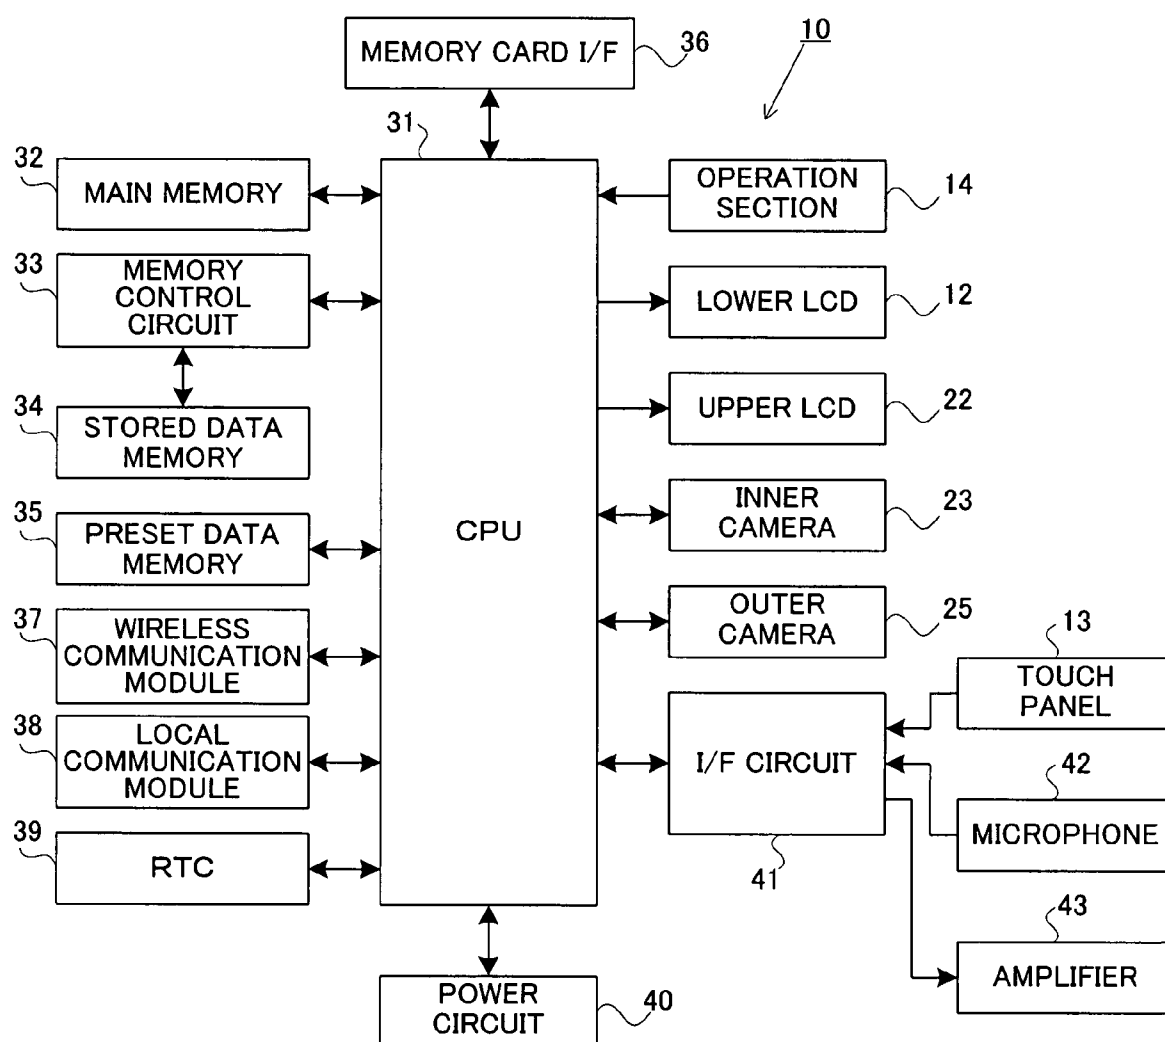 MEMORY CARD I/F
36
10
31
32
MAIN MEMORY
OPERATION
SECTION
14
33
MEMORY
CONTROL
CIRCUIT
LOWER LCD
12
34
STORED DATA
MEMORY
UPPER LCD
22
35
PRESET DATA
MEMORY
CPU
INNER
CAMERA
23
37
WIRELESS
COMMUNICATION
MODULE
OUTER
CAMERA
25
13
TOUCH
PANEL
38
LOCAL
COMMUNICATION
MODULE
I/F CIRCUIT
41
42
MICROPHONE
39
RTC
43
AMPLIFIER
POWER
CIRCUIT
40